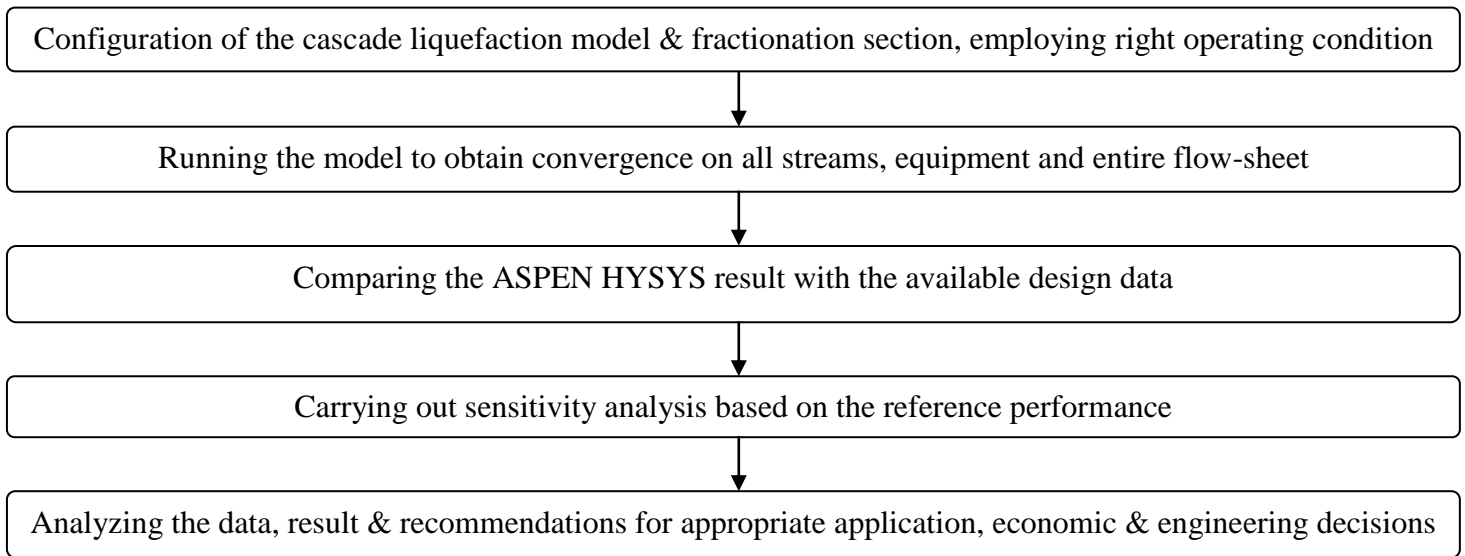 Configuration of the cascade liquefaction model & fractionation section, employing right operating condition
Running the model to obtain convergence on all streams, equipment and entire flow-sheet
Comparing the ASPEN HYSYS result with the available design data
Carrying out sensitivity analysis based on the reference performance
Analyzing the data, result & recommendations for appropriate application, economic & engineering decisions